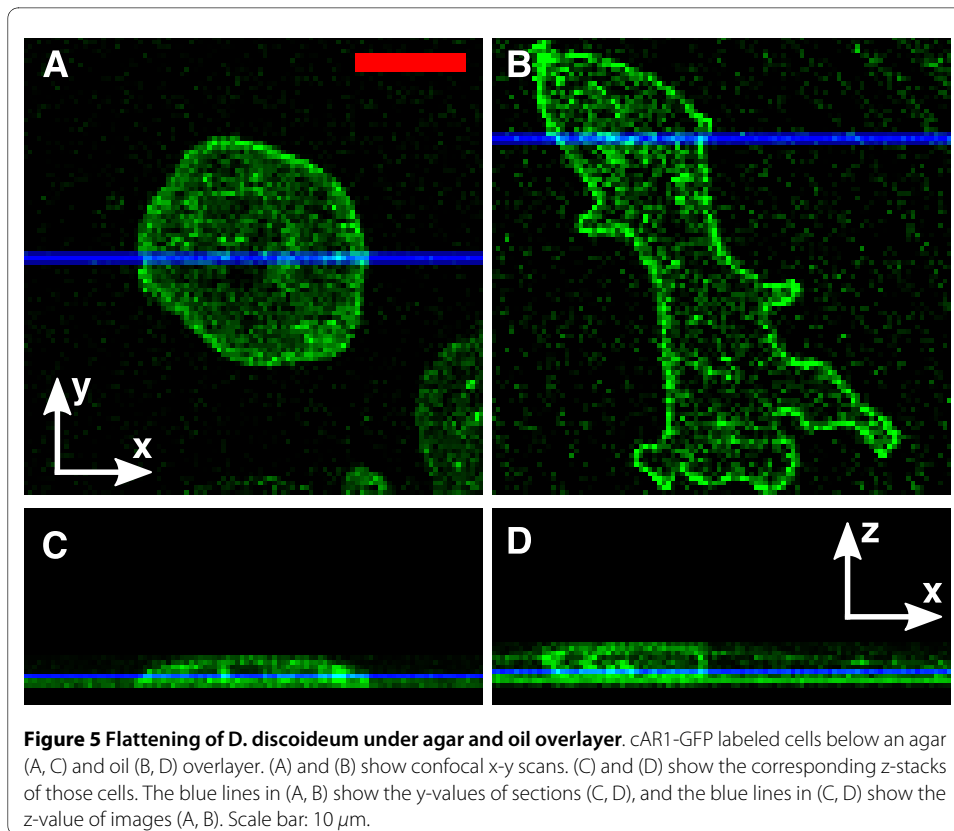 A
B
y
x
C
D
z
x
Figure 5 Flattening of D. discoideum under agar and oil overlayer. cAR1-GFP labeled cells below an agar
(A, C) and oil (B, D) overlayer. (A) and (B) show confocal x-y scans. (C) and (D) show the corresponding z-stacks
of those cells. The blue lines in (A, B) show the y-values of sections (C, D), and the blue lines in (C, D) show the
z-value of images (A, B). Scale bar: 10 μm.